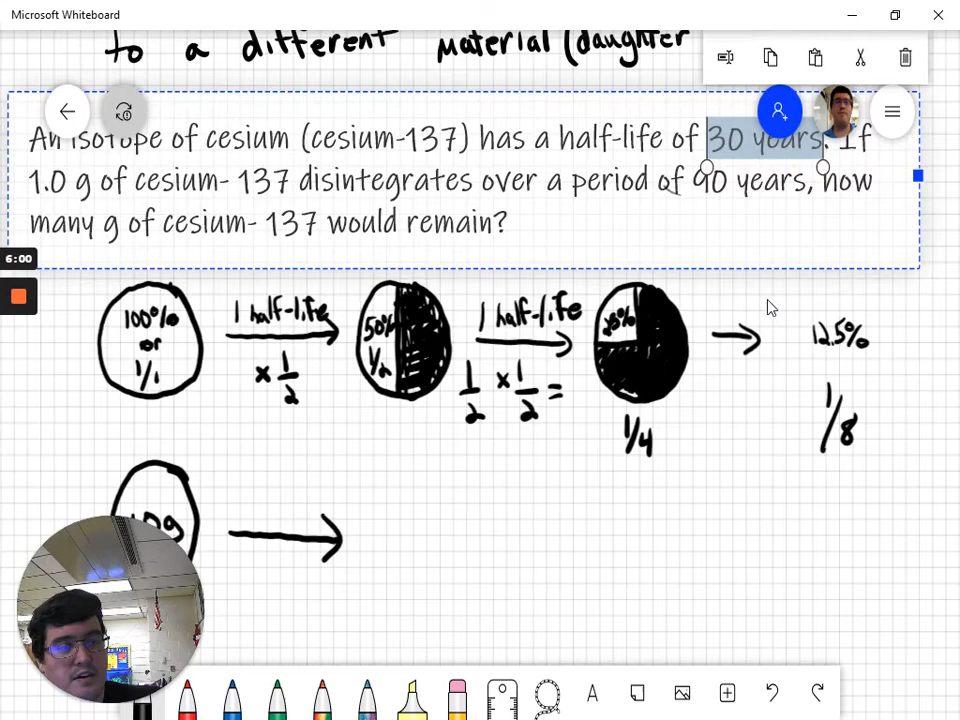 Microsoft Whiteboard
to a different material (daughter
An isotope of cesium (cesium-137) has a half-life of 30 years. If
1.0 g of cesium- 137 disintegrates over a period of 90 years, how
many g of cesium- 137 would remain?
6:00
100% or 1/1
1 half-life
x 1/2
50% 1/2
1 half-life
1/2 x 1/2 =
25%
1/4
12.5%
1/8